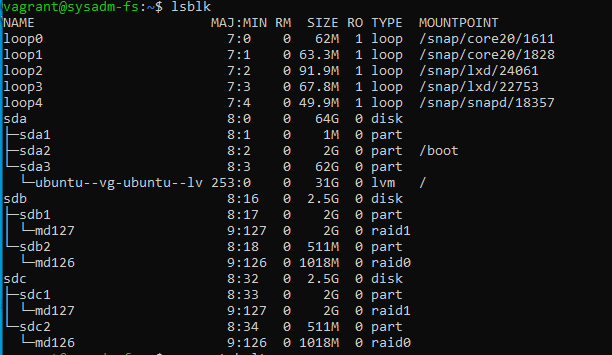 vagrant@sysadm-fs:~$ lsblk
NAME                      MAJ:MIN RM  SIZE RO TYPE  MOUNTPOINT
loop0                       7:0    0   62M  1 loop  /snap/core20/1611
loop1                       7:1    0 63.3M  1 loop  /snap/core20/1828
loop2                       7:2    0 91.9M  1 loop  /snap/lxd/24061
loop3                       7:3    0 67.8M  1 loop  /snap/lxd/22753
loop4                       7:4    0 49.9M  1 loop  /snap/snapd/18357
sda                         8:0    0   64G  0 disk
├─sda1                      8:1    0    1M  0 part
├─sda2                      8:2    0    2G  0 part  /boot
└─sda3                      8:3    0   62G  0 part
  └─ubuntu--vg-ubuntu--lv 253:0    0   31G  0 lvm   /
sdb                         8:16   0  2.5G  0 disk
├─sdb1                      8:17   0    2G  0 part
│ └─md127                   9:127  0    2G  0 raid1
└─sdb2                      8:18   0  511M  0 part
  └─md126                   9:126  0 1018M  0 raid0
sdc                         8:32   0  2.5G  0 disk
├─sdc1                      8:33   0    2G  0 part
│ └─md127                   9:127  0    2G  0 raid1
└─sdc2                      8:34   0  511M  0 part
  └─md126                   9:126  0 1018M  0 raid0